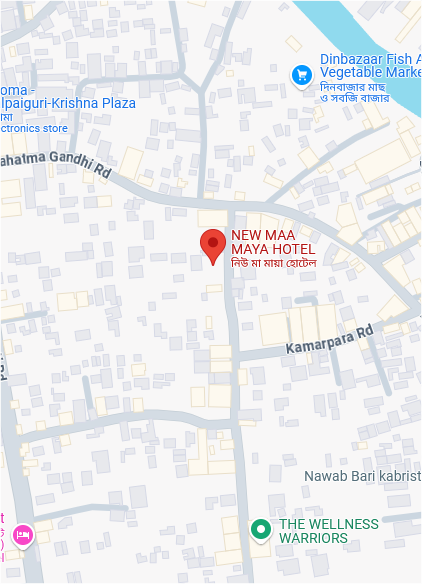 Dinbazaar Fish A
Vegetable Marke
দিনবাজার মাছ
ও সবজি বাজার
oma -
lpaiguri-Krishna Plaza
ামা
ctronics store
ahatma Gandhi Rd
NEW MAA
MAYA HOTEL
নিউ মা মায়া হোটেল
Kamarpara Rd
Nawab Bari kabrist
THE WELLNESS
WARRIORS